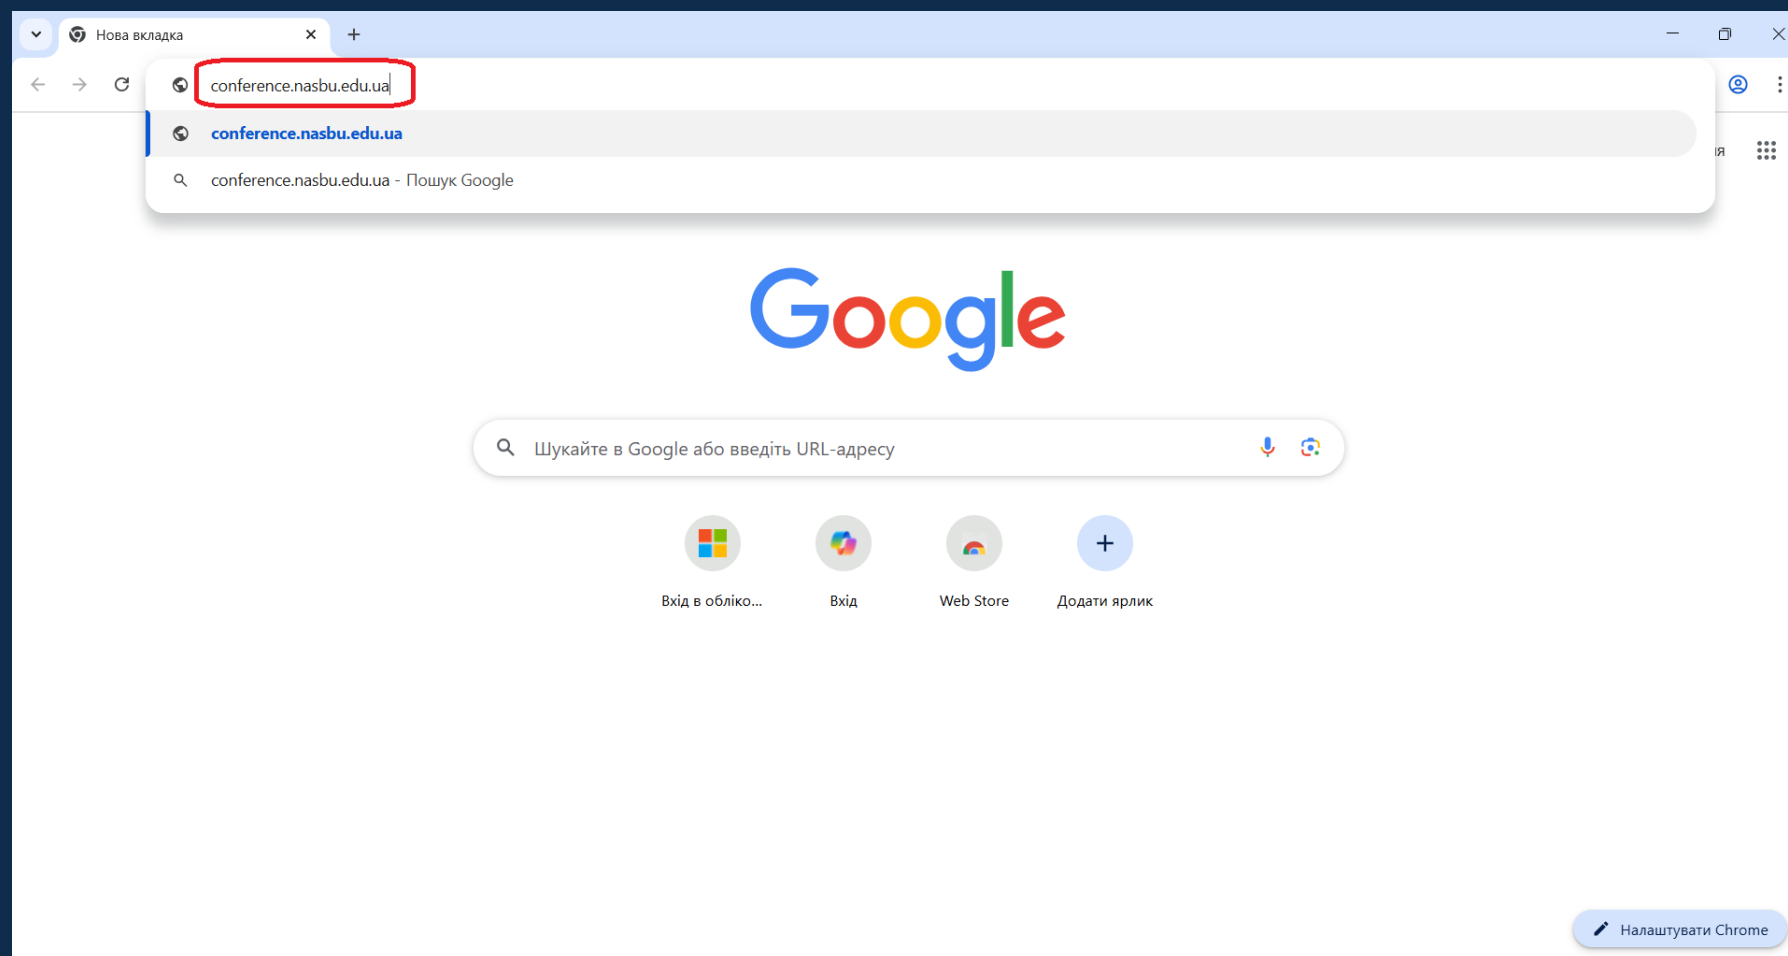 Нова вкладка
conference.nasbu.edu.ua
conference.nasbu.edu.ua
conference.nasbu.edu.ua - Пошук Google
ня
Google
Шукайте в Google або введіть URL-адресу
Вхід в обліко...
Вхід
Web Store
Додати ярлик
Налаштувати Chrome